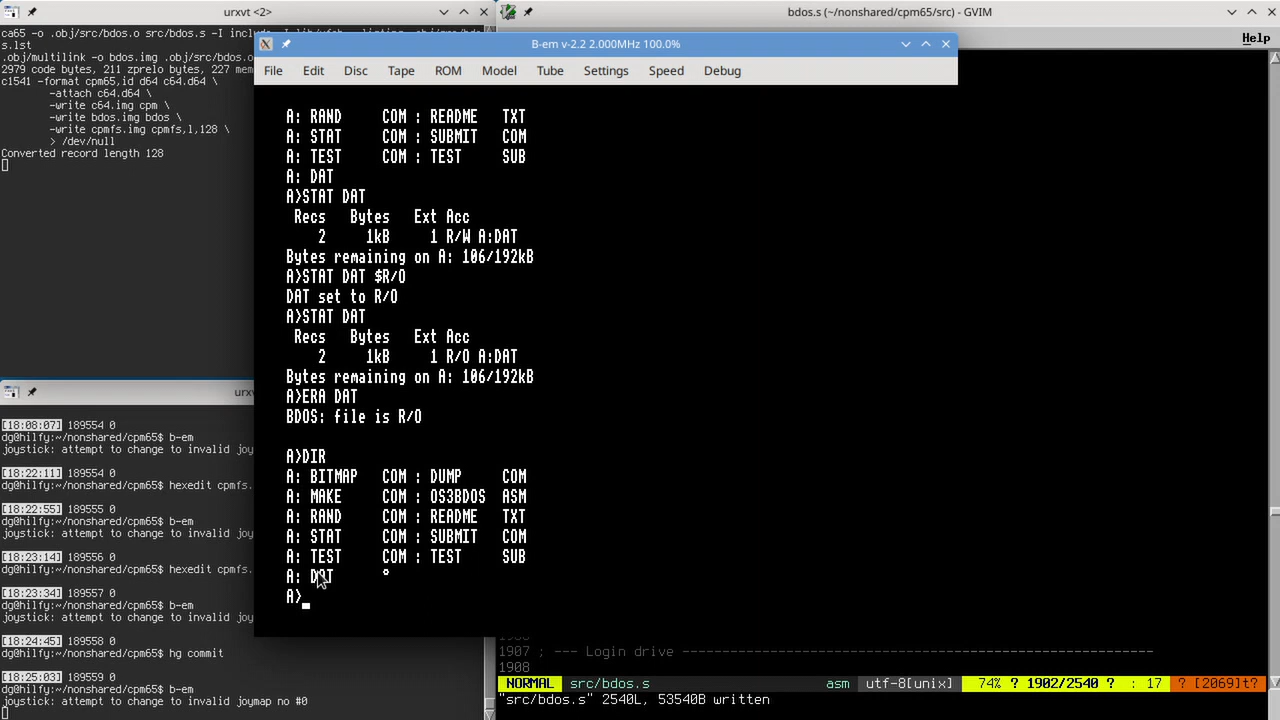 urxvt <2>
ca65 -o .obj/src/bdos.o src/bdos.s -I inclu
s.lst
.obj/multilink -o bdos.img .obj/src/bdos.o
2979 code bytes, 211 zprelo bytes, 227 mem
c1541 -format cpm65,id d64 c64.d64 \
-attach c64.d64 \
-write c64.img cpm \
-write bdos.img bdos \
-write cpmfs.img cpmfs,l,128 \
> /dev/null
Converted record length 128
bdos.s (~/nonshared/cpm65/src) - GVIM
Help
B-em v-2.2 2.000MHz 100.0%
File Edit Disc Tape ROM Model Tube Settings Speed Debug
A: RAND COM : README TXT
A: STAT COM : SUBMIT COM
A: TEST COM : TEST SUB
A: DAT
A>STAT DAT
Recs Bytes Ext Acc
2 1kB 1 R/W A:DAT
Bytes remaining on A: 106/192kB
A>STAT DAT $R/O
DAT set to R/O
A>STAT DAT
Recs Bytes Ext Acc
2 1kB 1 R/O A:DAT
Bytes remaining on A: 106/192kB
A>ERA DAT
BDOS: file is R/O
A>DIR
A: BITMAP COM : DUMP COM
A: MAKE COM : OS3BDOS ASM
A: RAND COM : README TXT
A: STAT COM : SUBMIT COM
A: TEST COM : TEST SUB
A: DAT °
A>
urx
[18:08:07] 189554 0
dg@hilfy:~/nonshared/cpm65$ b-em
joystick: attempt to change to invalid joy
[18:22:11] 189554 0
dg@hilfy:~/nonshared/cpm65$ hexedit cpmfs.
[18:22:55] 189555 0
dg@hilfy:~/nonshared/cpm65$ b-em
joystick: attempt to change to invalid joy
[18:23:14] 189556 0
dg@hilfy:~/nonshared/cpm65$ hexedit cpmfs.
[18:23:34] 189557 0
dg@hilfy:~/nonshared/cpm65$ b-em
joystick: attempt to change to invalid joy
[18:24:45] 189558 0
dg@hilfy:~/nonshared/cpm65$ hg commit
[18:25:03] 189559 0
dg@hilfy:~/nonshared/cpm65$ b-em
joystick: attempt to change to invalid joymap no #0
1907 ; --- Login drive ---------------------------------------------------------------
1908
NORMAL src/bdos.s asm utf-8[unix] 74% ? 1902/2540 ? : 17 ? [2069]t?
"src/bdos.s" 2540L, 53540B written